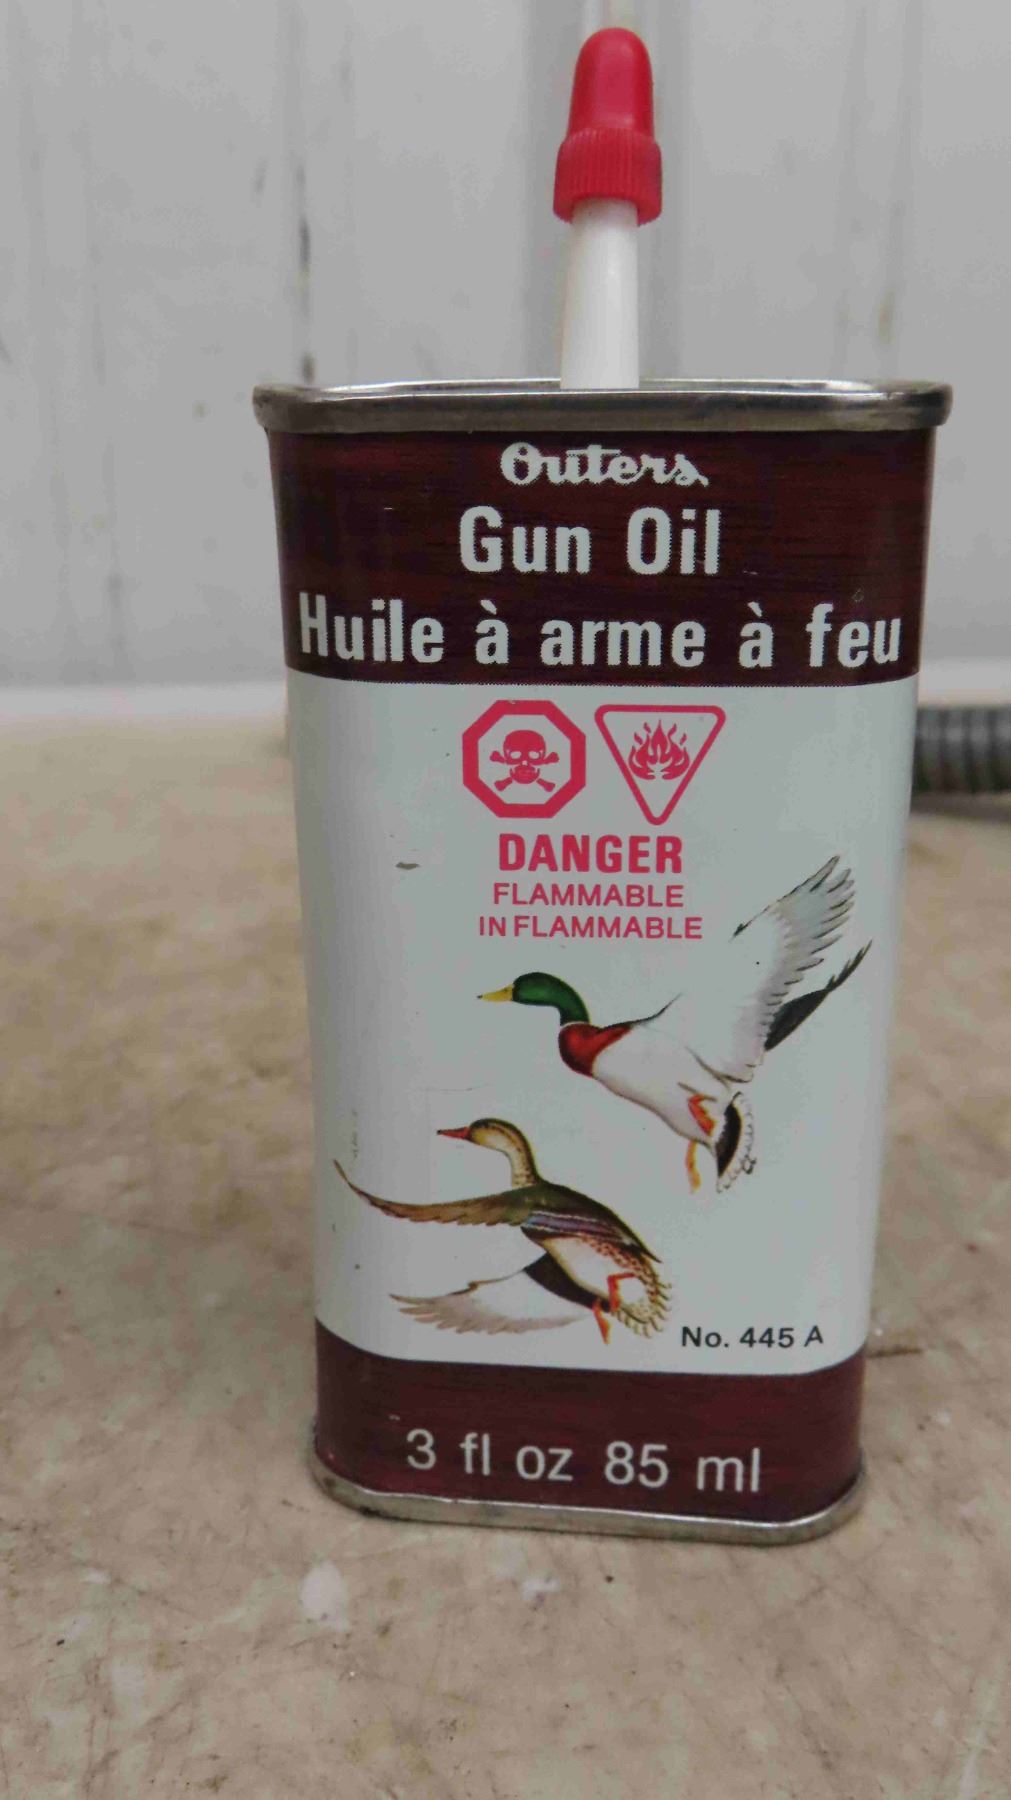 Outers
Gun Oil
Huile à arme à feu
DANGER
FLAMMABLE
INFLAMMABLE
No. 445 A
3 fl oz 85 ml